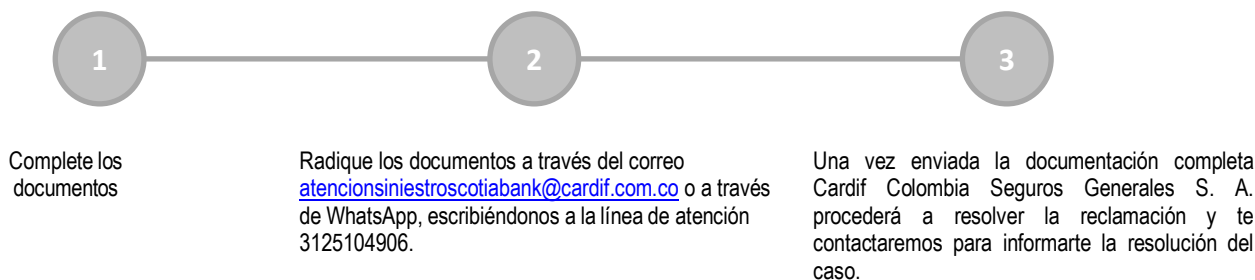 1
2
3
Complete los
documentos
Radique los documentos a través del correo
atencionsiniestroscotiabank@cardif.com.co o a través
de WhatsApp, escribiéndonos a la línea de atención
3125104906.
Una vez enviada la documentación completa
Cardif Colombia Seguros Generales S. A.
procederá a resolver la reclamación y te
contactaremos para informarte la resolución del
caso.